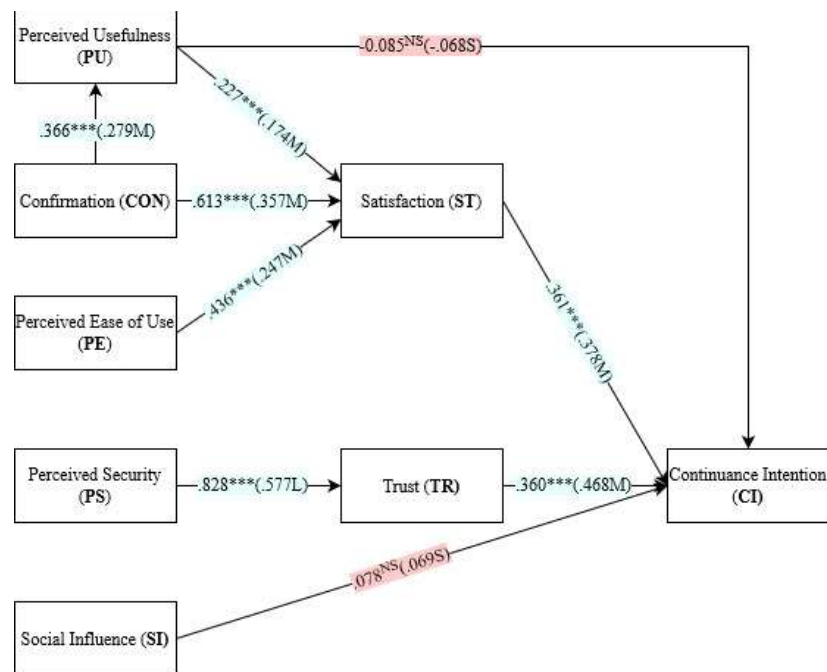 Perceived Usefulness
(PU)
-0.085NS(-.068S)
.227***(.174M)
.366***(.279M)
Confirmation (CON)
.613***(.357M)
Satisfaction (ST)
.436***(.247M)
Perceived Ease of Use
(PE)
.361***(.378M)
Perceived Security
(PS)
.828***(.577L)
Trust (TR)
.360***(.468M)
Continuance Intention
(CI)
.078NS(.069S)
Social Influence (SI)